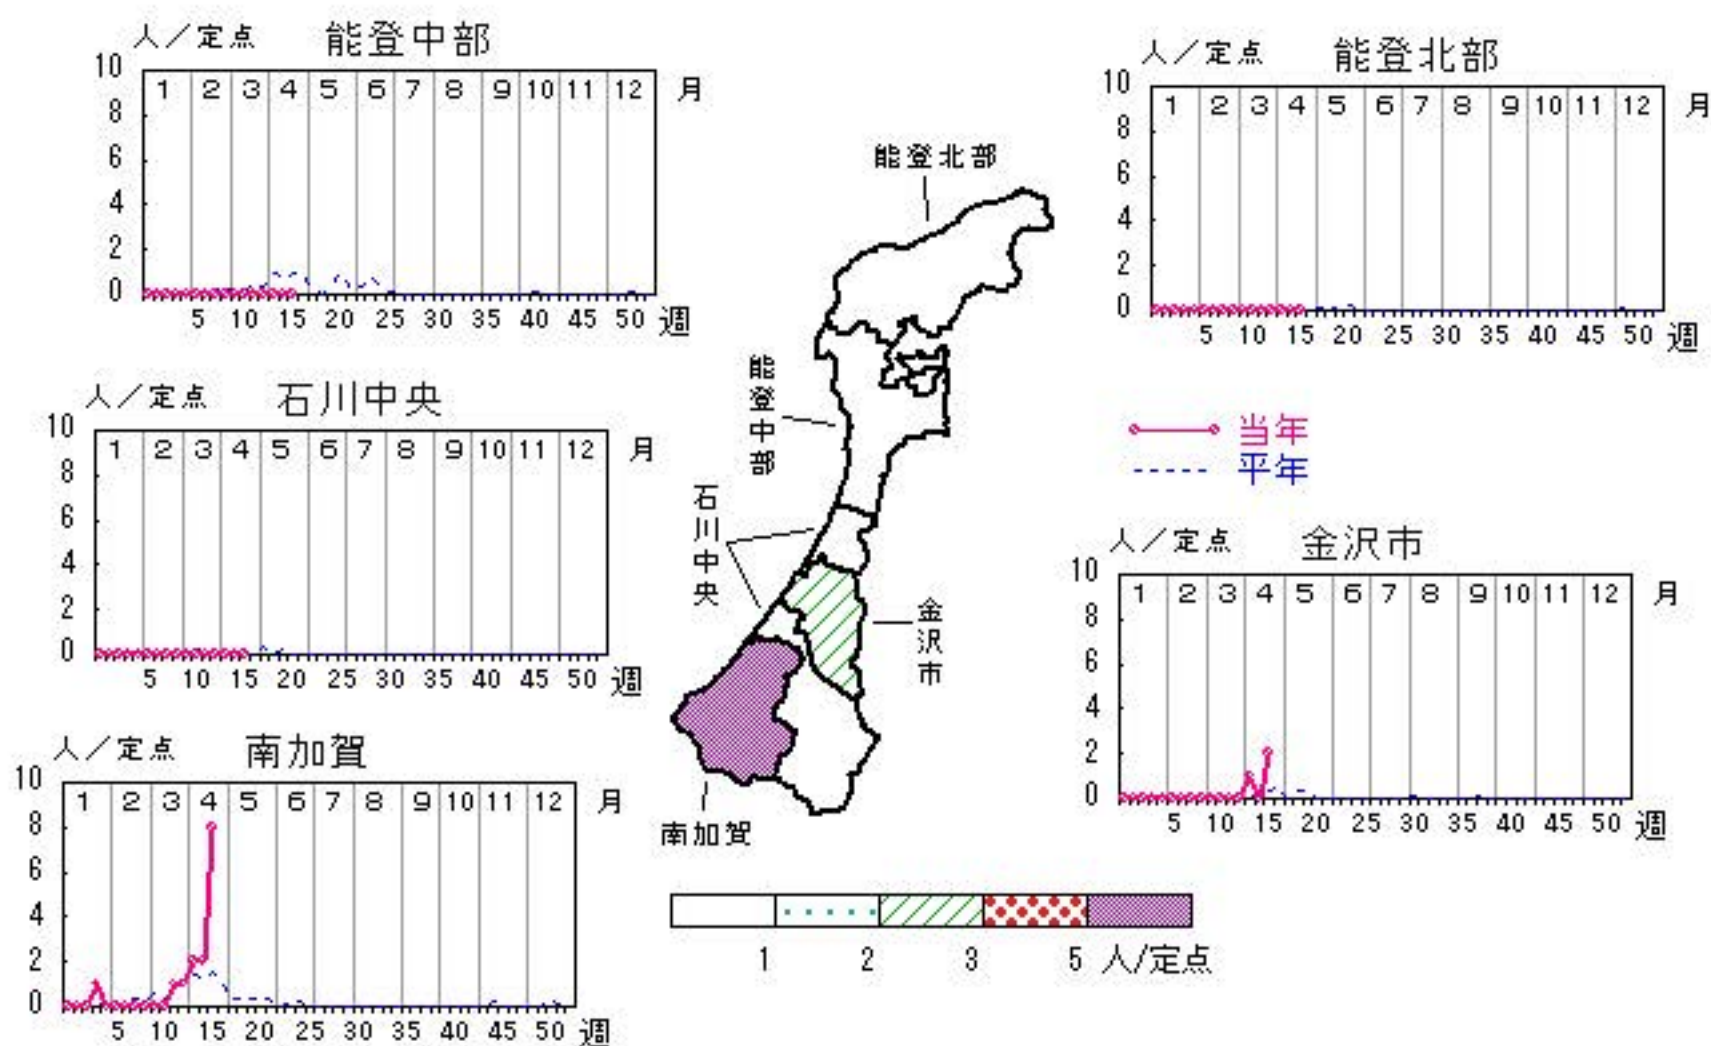 人／定点 能登中部
10 8 6 4 2 0
1 2 3 4 5 6 7 8 9 10 11 12 月
5 10 15 20 25 30 35 40 45 50 週
人／定点 能登北部
10 8 6 4 2 0
1 2 3 4 5 6 7 8 9 10 11 12 月
5 10 15 20 25 30 35 40 45 50 週
能登北部
能登中部
石川中央
金沢市
南加賀
人／定点 石川中央
10 8 6 4 2 0
1 2 3 4 5 6 7 8 9 10 11 12 月
5 10 15 20 25 30 35 40 45 50 週
当年
平年
人／定点 金沢市
10 8 6 4 2 0
1 2 3 4 5 6 7 8 9 10 11 12 月
5 10 15 20 25 30 35 40 45 50 週
人／定点 南加賀
10 8 6 4 2 0
1 2 3 4 5 6 7 8 9 10 11 12 月
5 10 15 20 25 30 35 40 45 50 週
1 2 3 5 人/定点